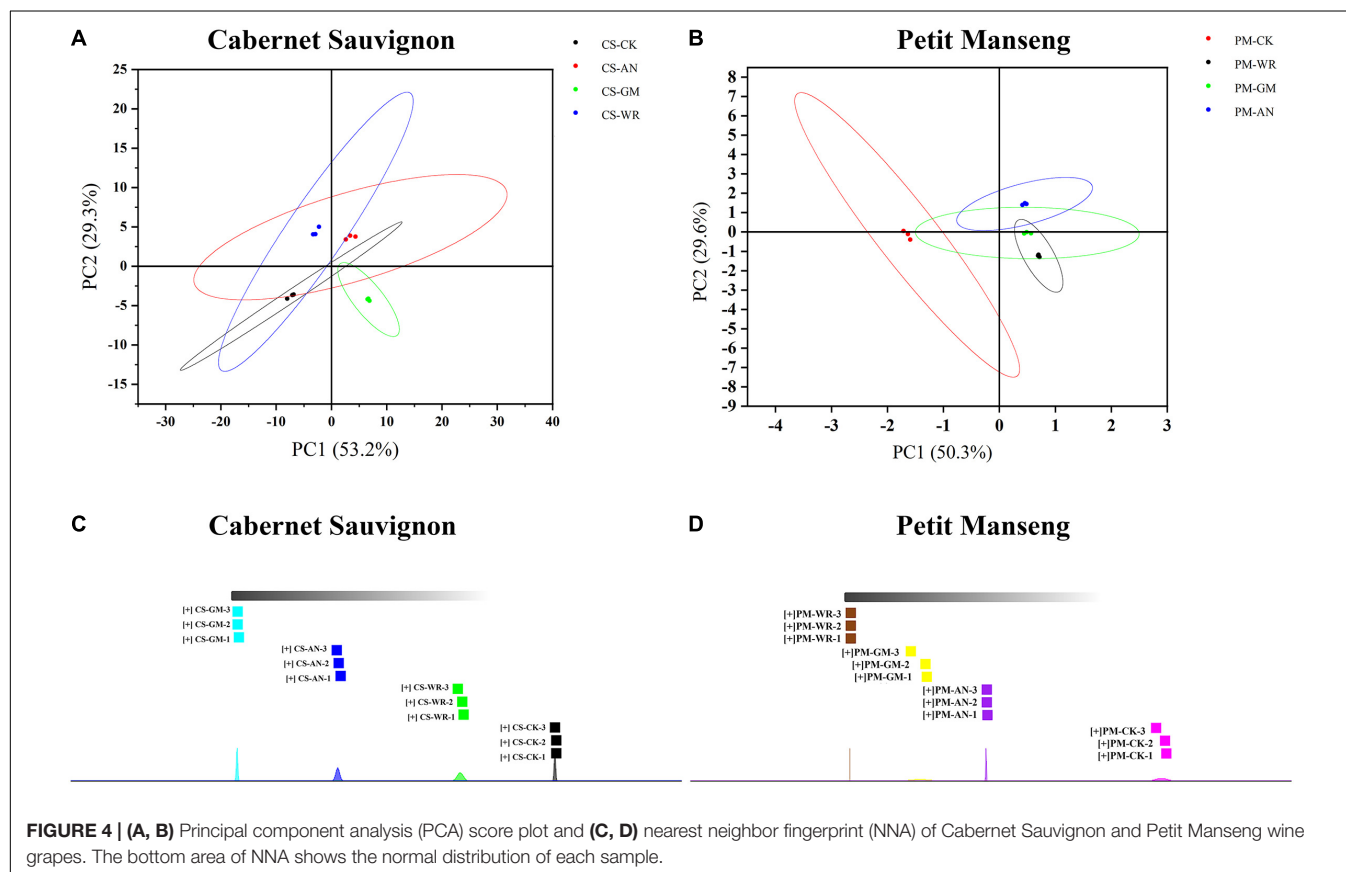 A
Cabernet Sauvignon
CS-CK
CS-AN
CS-GM
CS-WR
25
20
15
10
5
0
-5
-10
-15
PC2 (29.3%)
-30
-20
-10
0
10
20
30
40
PC1 (53.2%)
B
Petit Manseng
PM-CK
PM-WR
PM-GM
PM-AN
8
7
6
5
4
3
2
1
0
-1
-2
-3
-4
-5
-6
-7
-8
-9
PC2 (29.6%)
-4
-3
-2
-1
0
1
2
3
PC1 (50.3%)
C
Cabernet Sauvignon
[+] CS-GM-3
[+] CS-GM-2
[+] CS-GM-1
[+] CS-AN-3
[+] CS-AN-2
[+] CS-AN-1
[+] CS-WR-3
[+] CS-WR-2
[+] CS-WR-1
[+] CS-CK-3
[+] CS-CK-2
[+] CS-CK-1
D
Petit Manseng
[+]PM-WR-3
[+]PM-WR-2
[+]PM-WR-1
[+]PM-GM-3
[+]PM-GM-2
[+]PM-GM-1
[+]PM-AN-3
[+]PM-AN-2
[+]PM-AN-1
[+]PM-CK-3
[+]PM-CK-2
[+]PM-CK-1
FIGURE 4 | (A, B) Principal component analysis (PCA) score plot and (C, D) nearest neighbor fingerprint (NNA) of Cabernet Sauvignon and Petit Manseng wine
grapes. The bottom area of NNA shows the normal distribution of each sample.